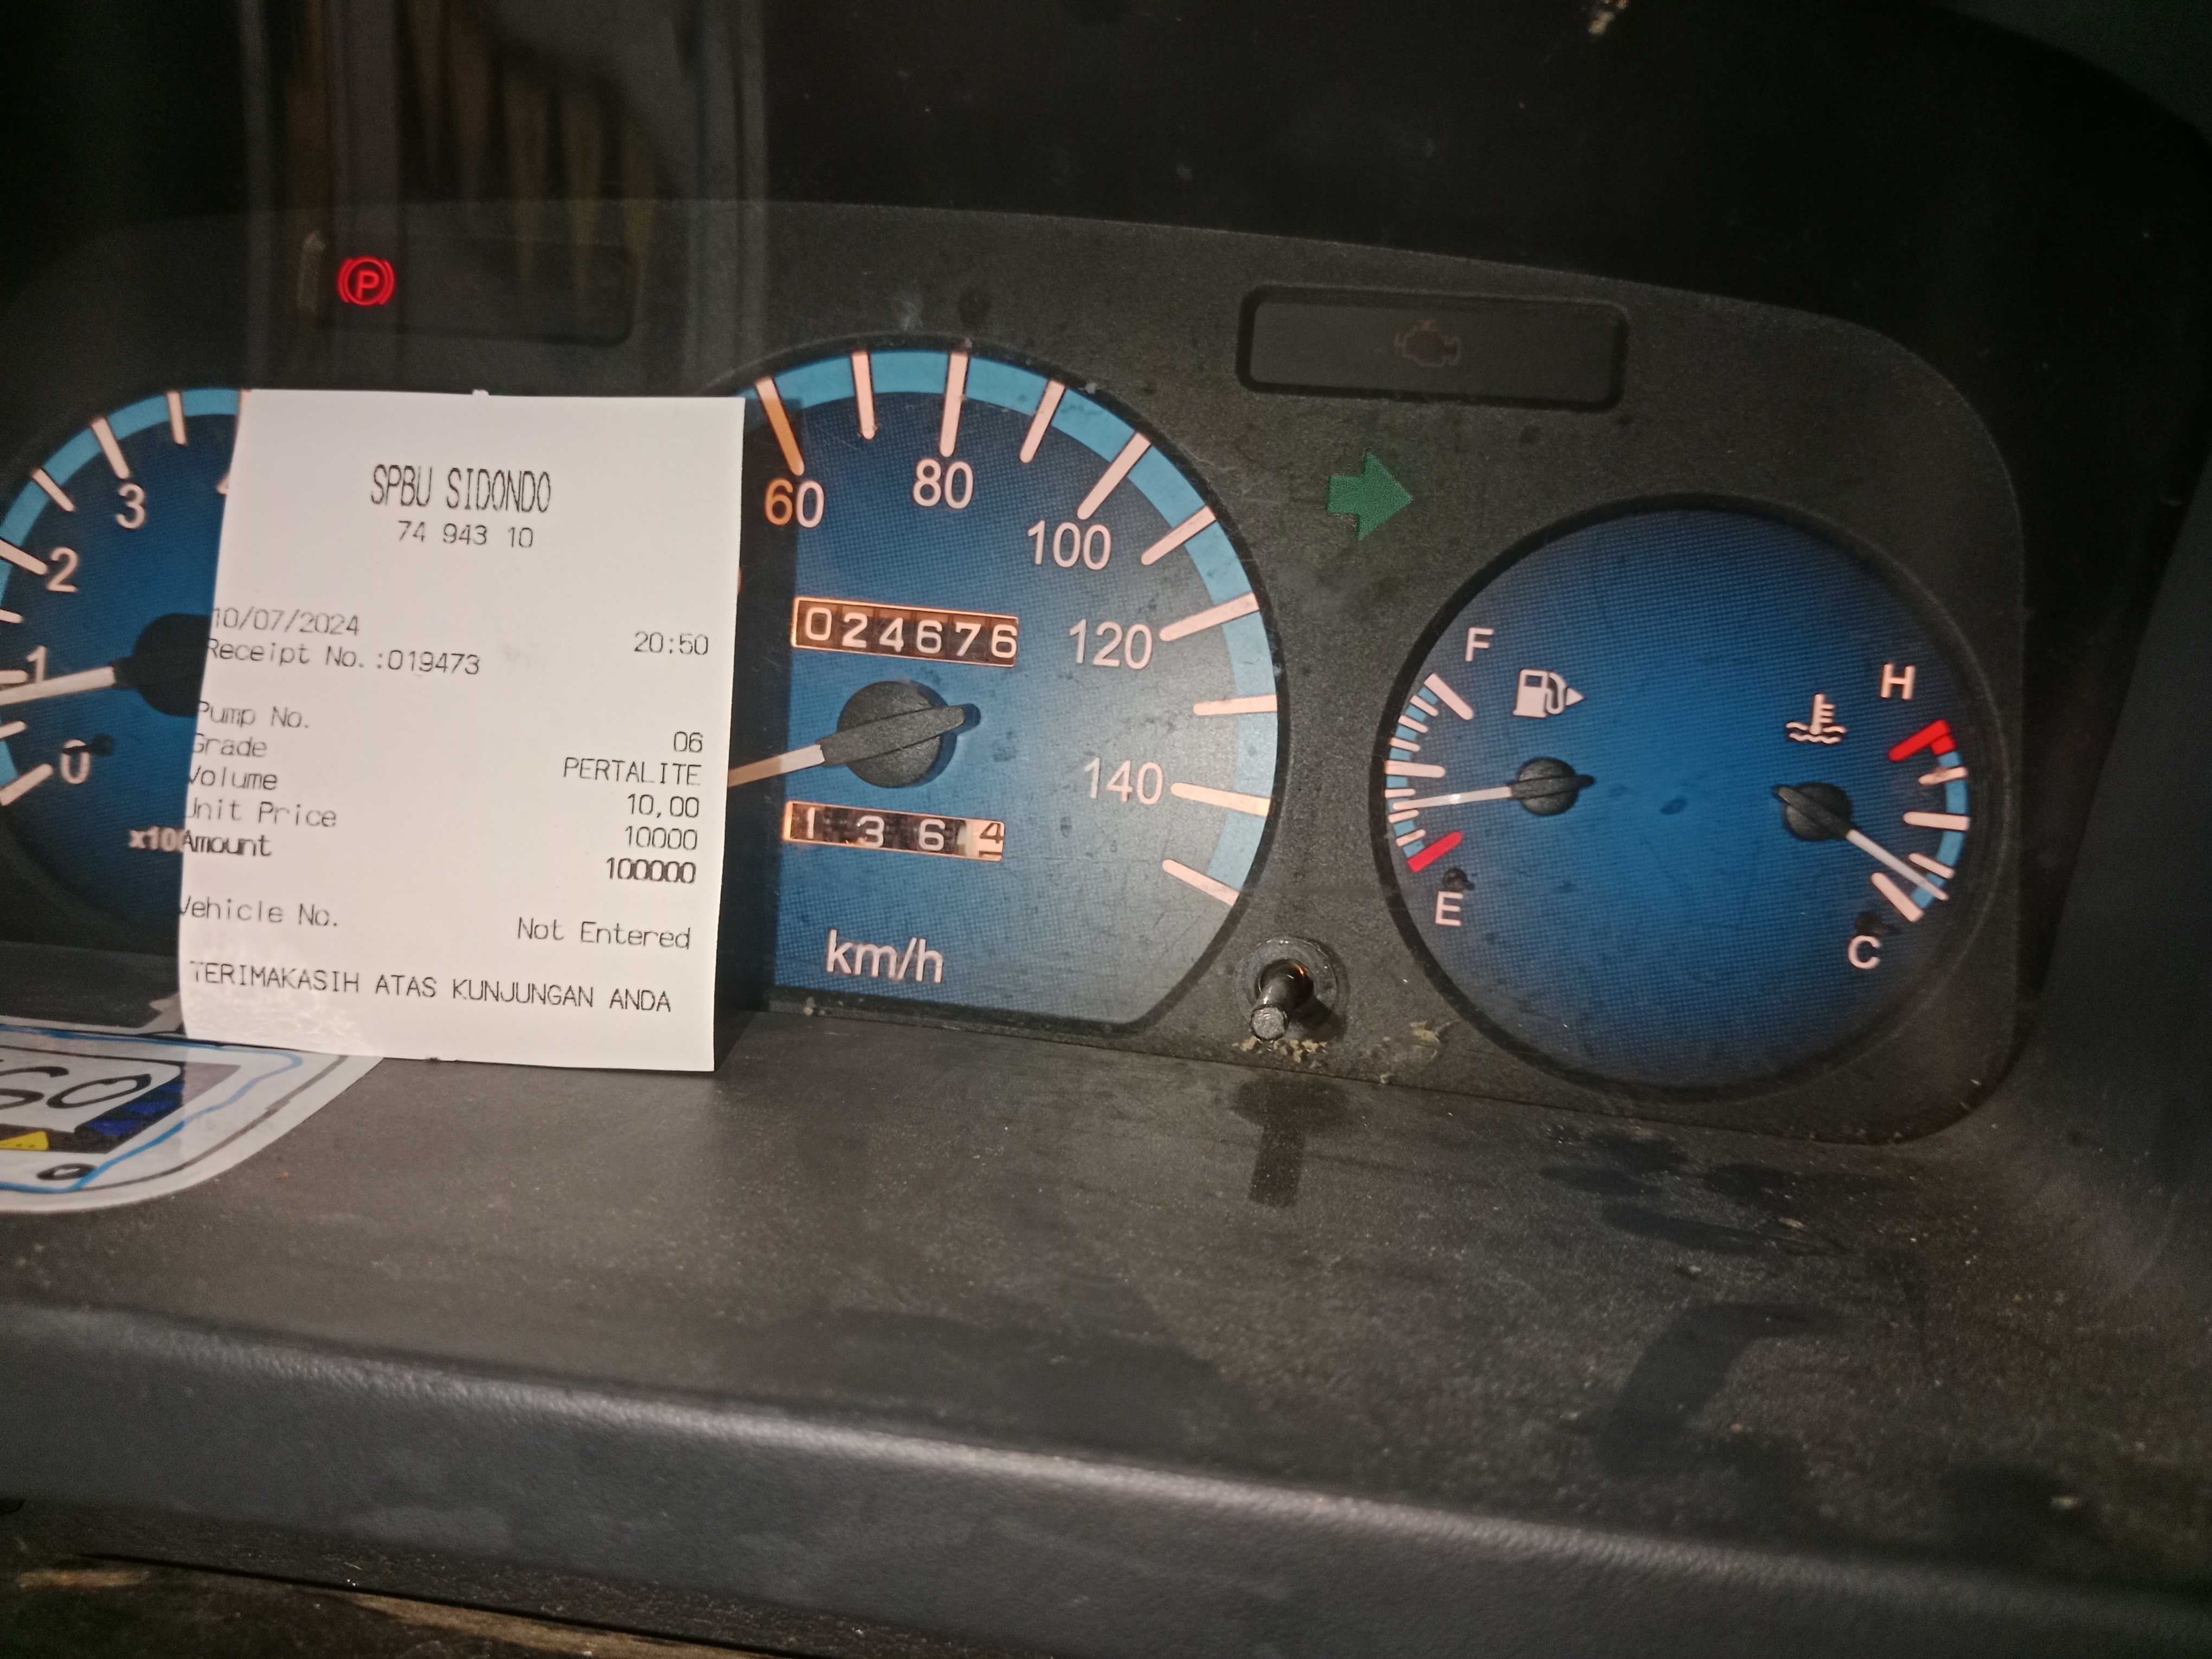 SPBU SIDONDO
74 943 10
10/07/2024 20:50
Receipt No.:019473
Pump No. 06
Grade PERTALITE
Volume 10,00
Unit Price 10000
Amount 100000
Vehicle No. Not Entered
TERIMAKASIH ATAS KUNJUNGAN ANDA
P
0
1
2
3
60
80
100
120
140
024676
1364
km/h
F
E
H
C